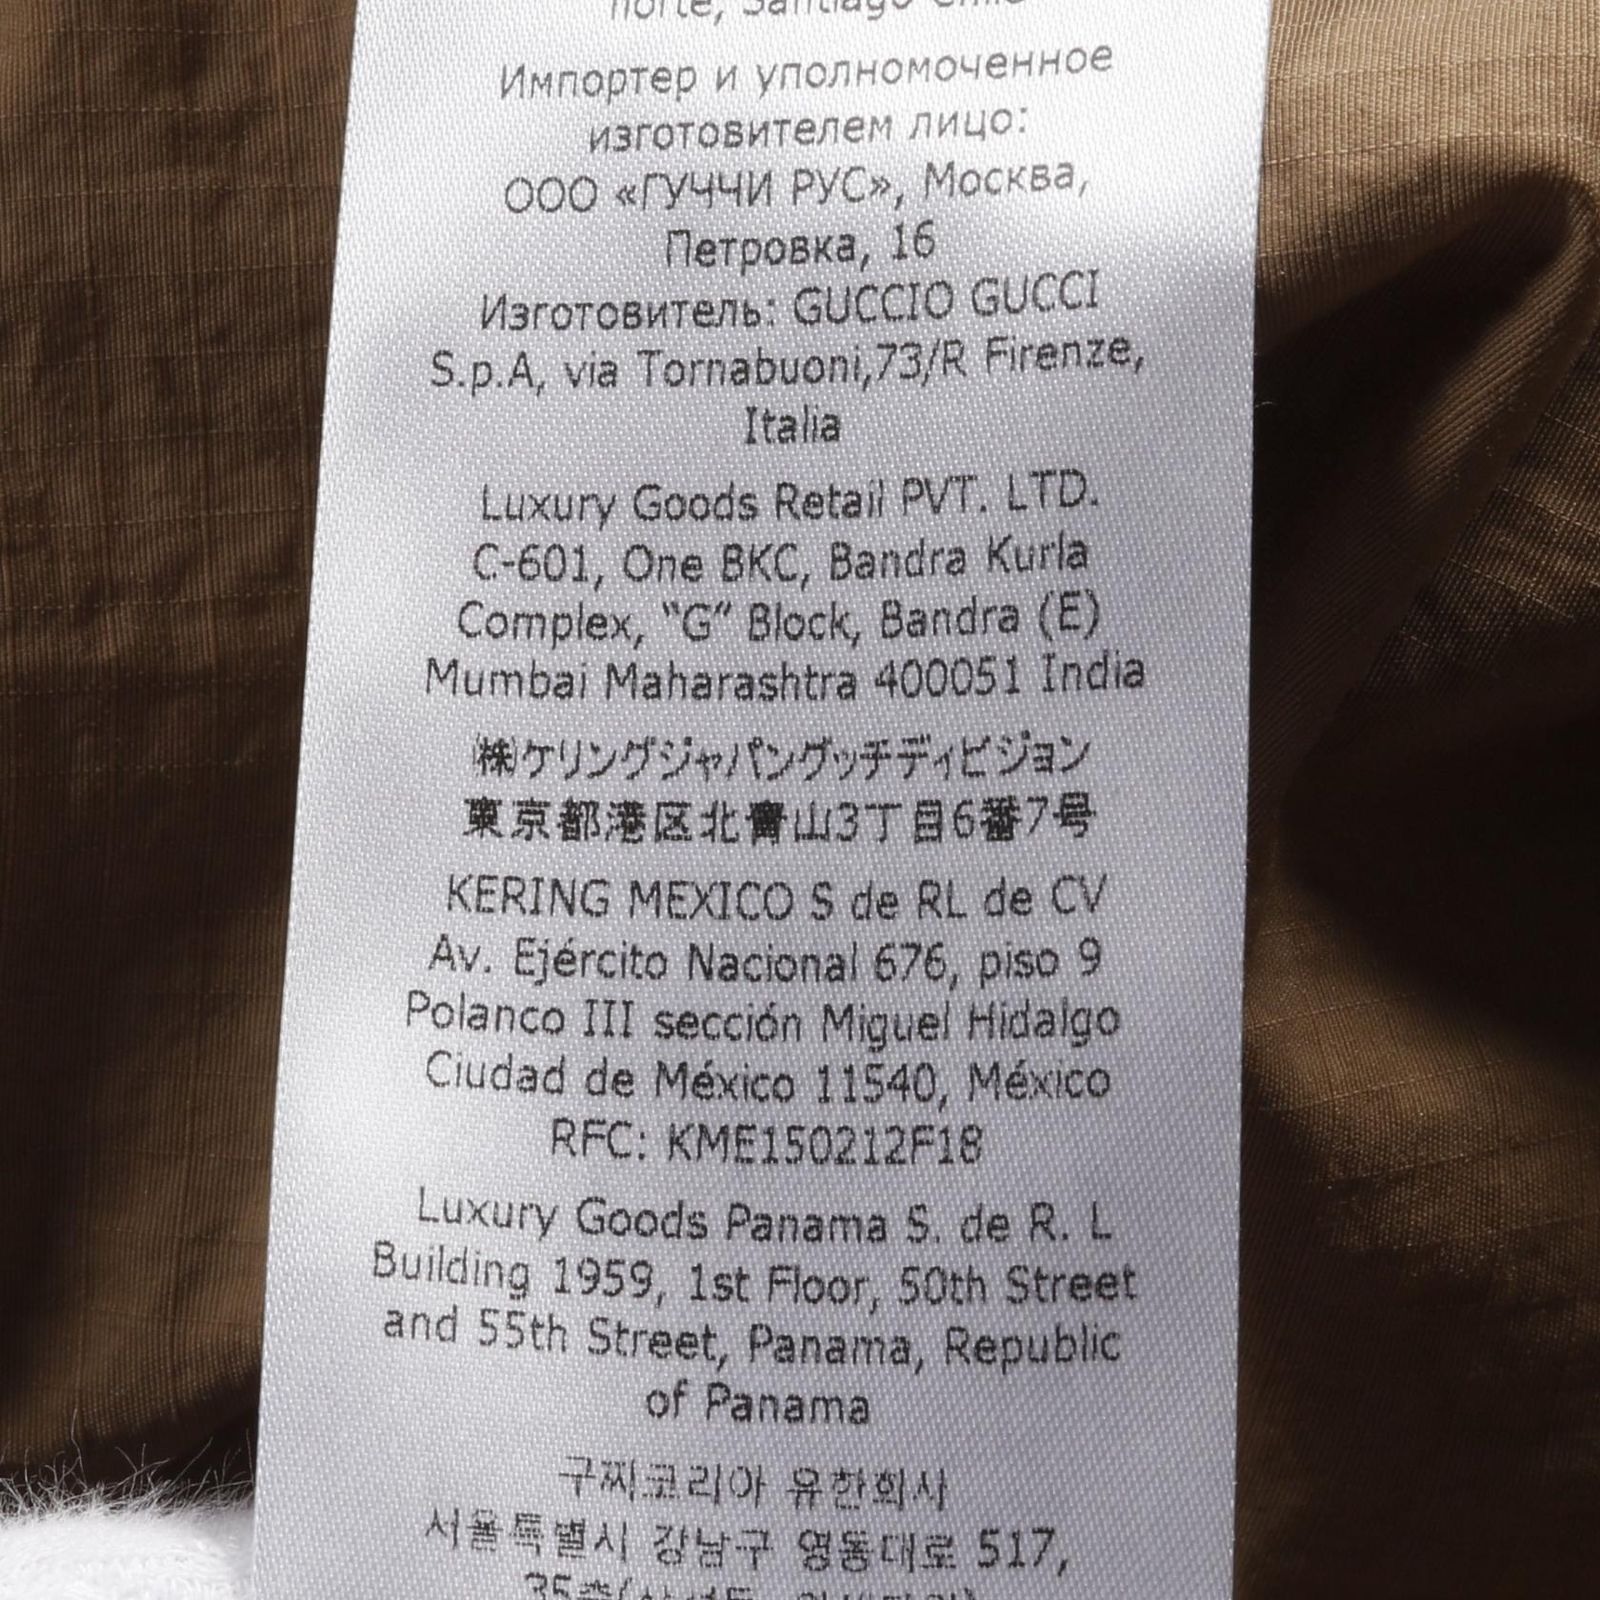 norte, Santiago Chile
Импортер и уполномоченное
изготовителем лицо:
ООО «ГУЧЧИ РУС», Москва,
Петровка, 16
Изготовитель: GUCCIO GUCCI
S.p.A, via Tornabuoni,73/R Firenze,
Italia
Luxury Goods Retail PVT. LTD.
C-601, One BKC, Bandra Kurla
Complex, “G” Block, Bandra (E)
Mumbai Maharashtra 400051 India
㈱ケリングジャパングッチディビジョン
東京都港区北青山3丁目6番7号
KERING MEXICO S de RL de CV
Av. Ejército Nacional 676, piso 9
Polanco III sección Miguel Hidalgo
Ciudad de México 11540, México
RFC: KME150212F18
Luxury Goods Panama S. de R. L
Building 1959, 1st Floor, 50th Street
and 55th Street, Panama, Republic
of Panama
구찌코리아 유한회사
서울특별시 강남구 영동대로 517,